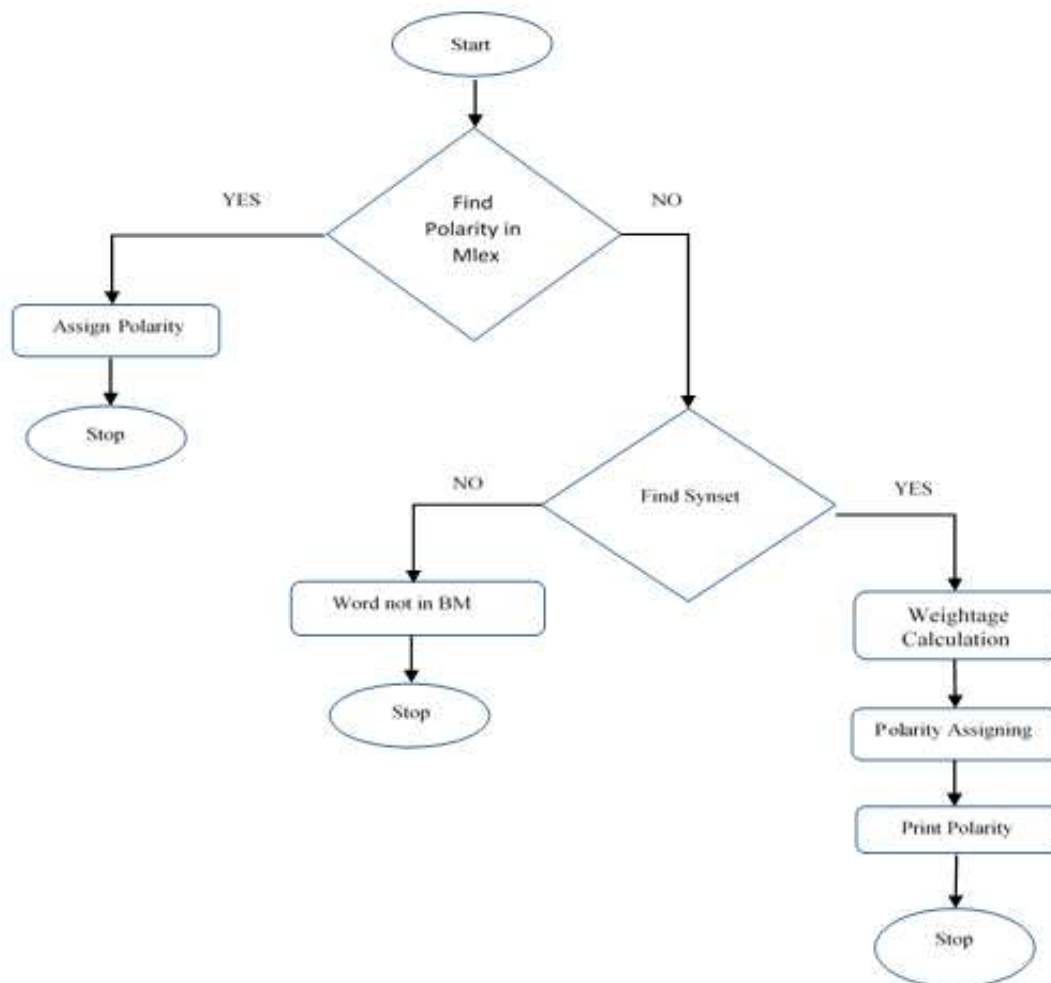 Start
YES
NO
Find
Polarity in
Mlex
Assign Polarity
Stop
NO
YES
Find Synset
Word not in BM
Weightage
Calculation
Stop
Polarity Assigning
Print Polarity
Stop